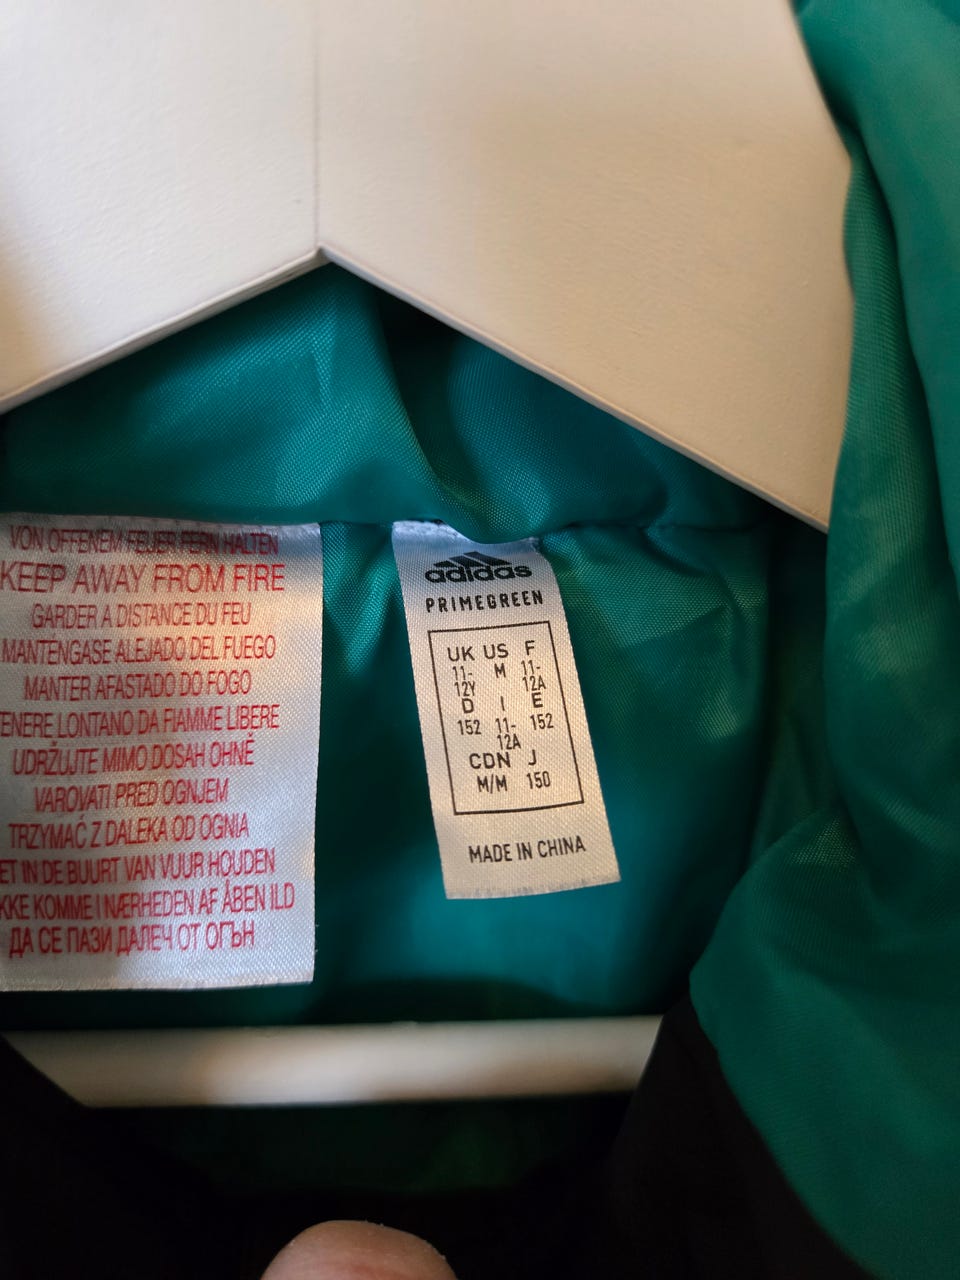 VON OFFENEM FEUER FERN HALTEN
KEEP AWAY FROM FIRE
GARDER A DISTANCE DU FEU
MANTENGASE ALEJADO DEL FUEGO
MANTER AFASTADO DO FOGO
TENERE LONTANO DA FIAMME LIBERE
UDRŽUJTE MIMO DOSAH OHNĚ
VAROVATI PRED OGNJEM
TRZYMAĆ Z DALEKA OD OGNIA
ET IN DE BUURT VAN VUUR HOUDEN
KKE KOMME I NÆRHEDEN AF ÅBEN ILD
ДА СЕ ПАЗИ ДАЛЕЧ ОТ ОГЪН
adidas
PRIMEGREEN
UK US F
11-12Y M 11-12A
D I E
152 11-12A 152
CDN J
M/M 150
MADE IN CHINA